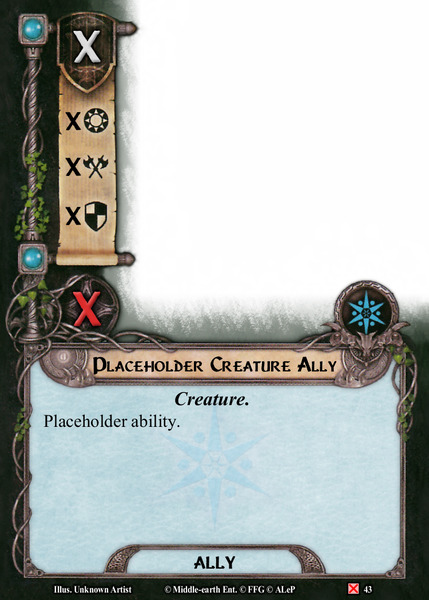 X
X
X
X
X
Placeholder Creature Ally
Creature.
Placeholder ability.
ALLY
Illus. Unknown Artist © Middle-earth Ent. © FFG © ALeP 43